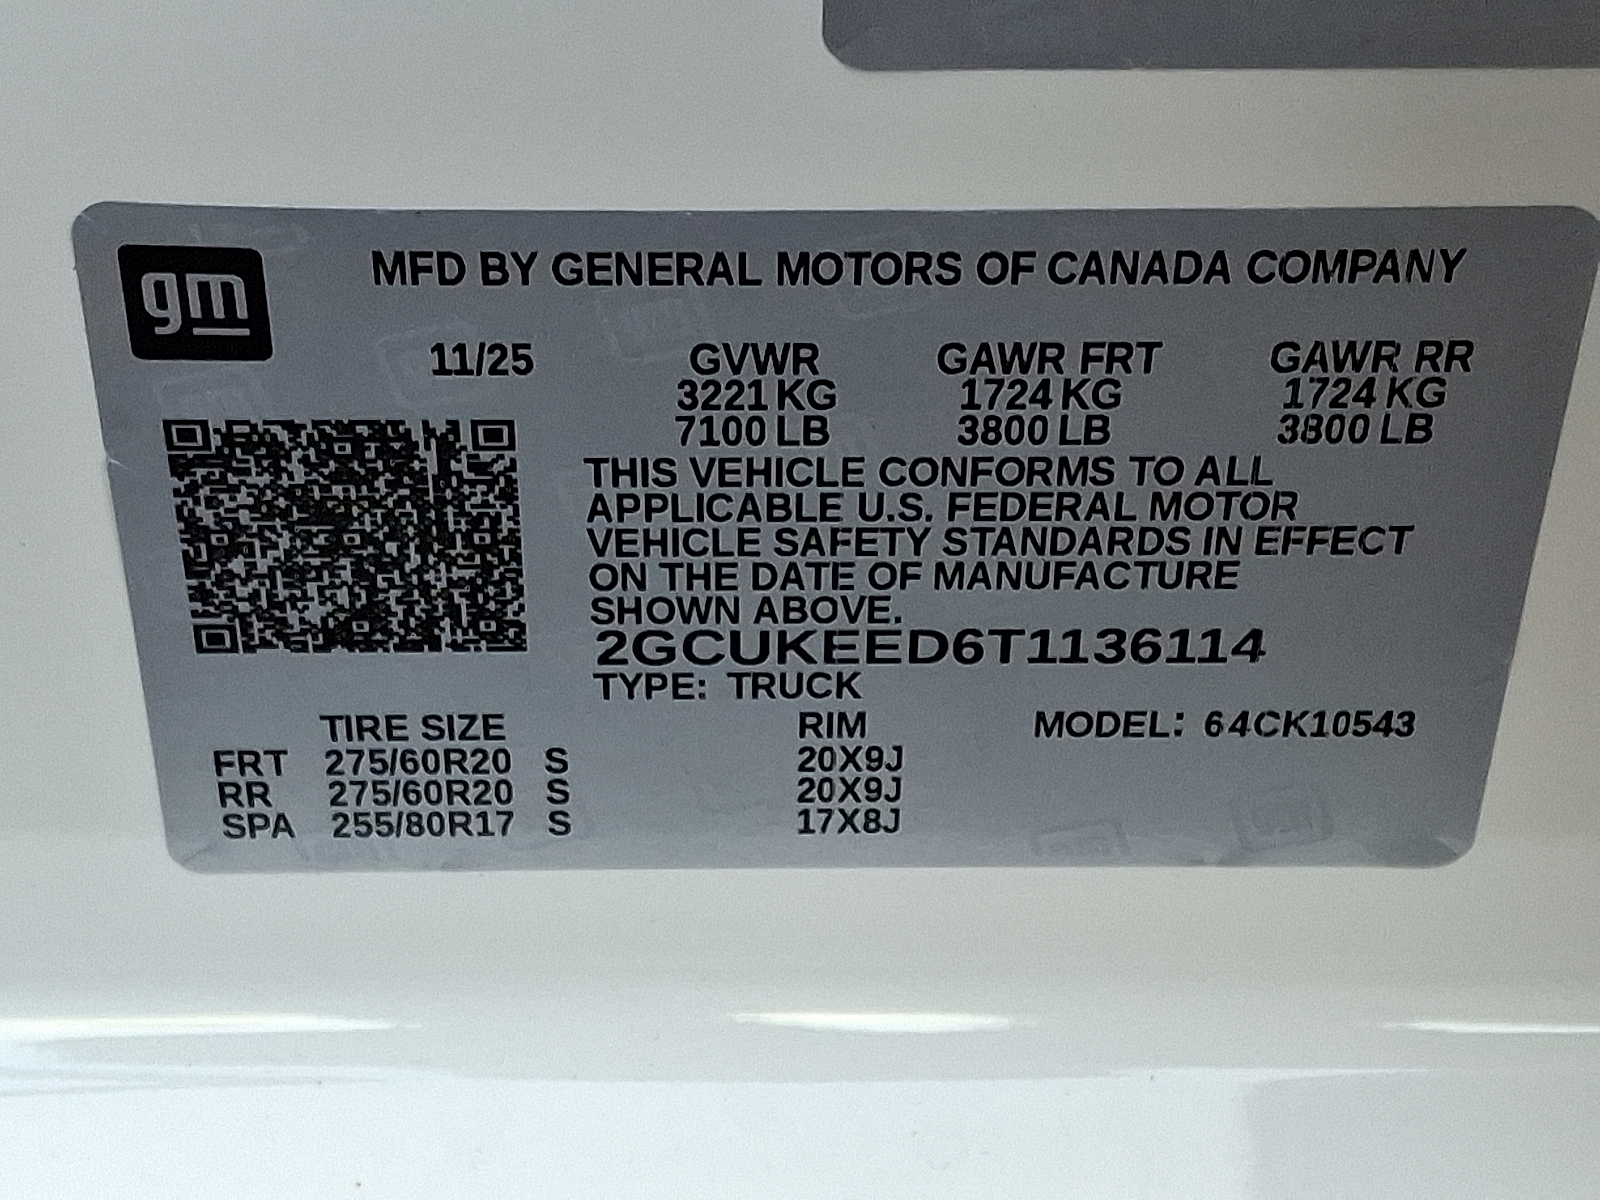 gm
MFD BY GENERAL MOTORS OF CANADA COMPANY
11/25 GVWR GAWR FRT GAWR RR
3221 KG 1724 KG 1724 KG
7100 LB 3800 LB 3800 LB
THIS VEHICLE CONFORMS TO ALL
APPLICABLE U.S. FEDERAL MOTOR
VEHICLE SAFETY STANDARDS IN EFFECT
ON THE DATE OF MANUFACTURE
SHOWN ABOVE.
2GCUKEED6T1136114
TYPE: TRUCK
TIRE SIZE RIM MODEL: 64CK10543
FRT 275/60R20 S 20X9J
RR 275/60R20 S 20X9J
SPA 255/80R17 S 17X8J